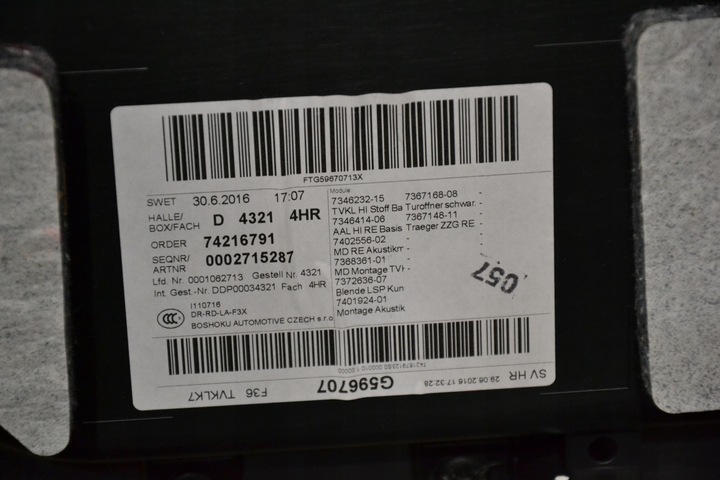 FTG59670713X
SWET 30.6.2016 17:07
HALLE/
BOX/FACH D 4321 4HR
ORDER 74216791
SEQNR/
ARTNR 0002715287
Lfd. Nr. 0001062713 Gestell Nr. 4321
Int. Gest.-Nr. DDP00034321 Fach 4HR
I110716
DR-RD-LA-F3X
BOSHOKU AUTOMOTIVE CZECH s.r.o.
Module
7346232-15 7367168-08 -
TVKL HI Stoff Ba Turoffner schwar. -
7346414-06 7367148-11 -
AAL HI RE Basis Traeger ZZG RE -
7402556-02 -
MD RE Akustikm -
7368361-01 -
MD Montage TVH -
7372636-07 -
Blende LSP Kun -
7401924-01 -
Montage Akustik
057
SV HR 29.06.2016 17:32:28 G596707 F36 TVKLK7